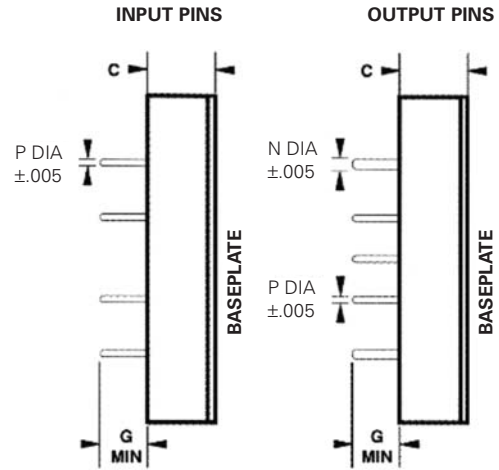 INPUT PINS
OUTPUT PINS
C
C
P DIA
±.005
N DIA
±.005
BASEPLATE
P DIA
±.005
BASEPLATE
G
MIN
G
MIN